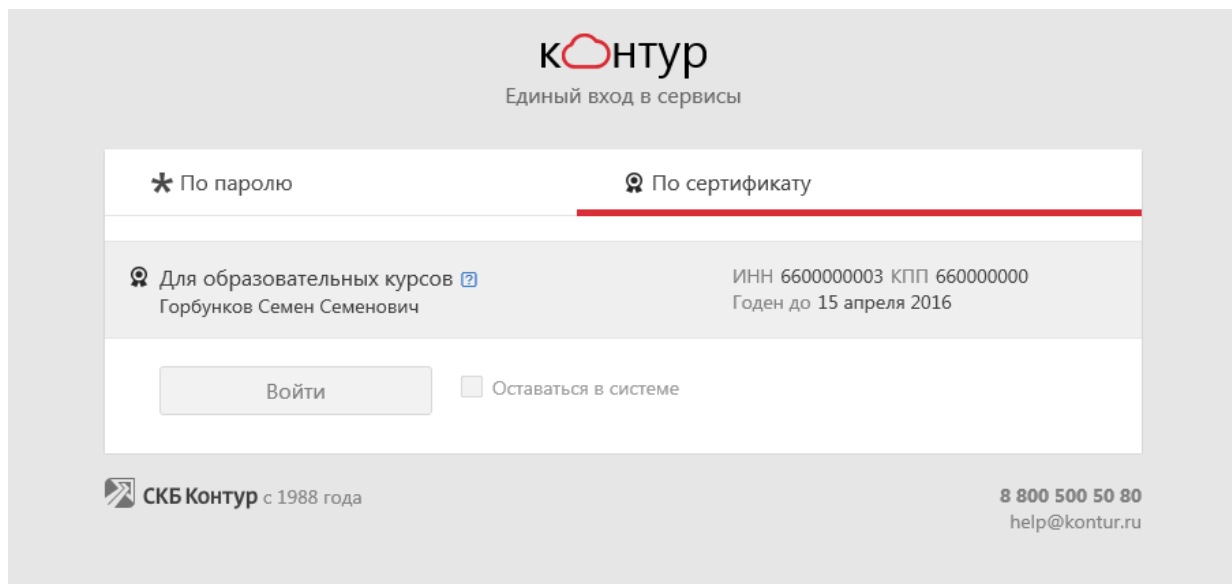 контур
Единый вход в сервисы
По паролю
По сертификату
Для образовательных курсов ?
Горбунков Семен Семенович
ИНН 6600000003 КПП 660000000
Годен до 15 апреля 2016
Войти
Оставаться в системе
СКБ Контур с 1988 года
8 800 500 50 80
help@kontur.ru